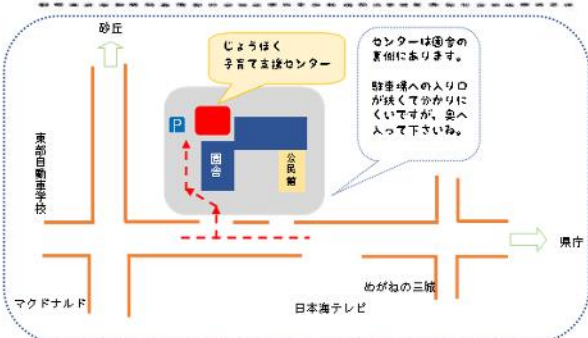 砂丘
じょうほく
子育て支援センター
センターは園舎の
裏側にあります。
駐車場への入り口
が狭くて分かりに
くいですが、奥へ
入って下さいね。
P
東部自動車学校
園舎
公民館
県庁
マクドナルド
めがねの三城
日本海テレビ